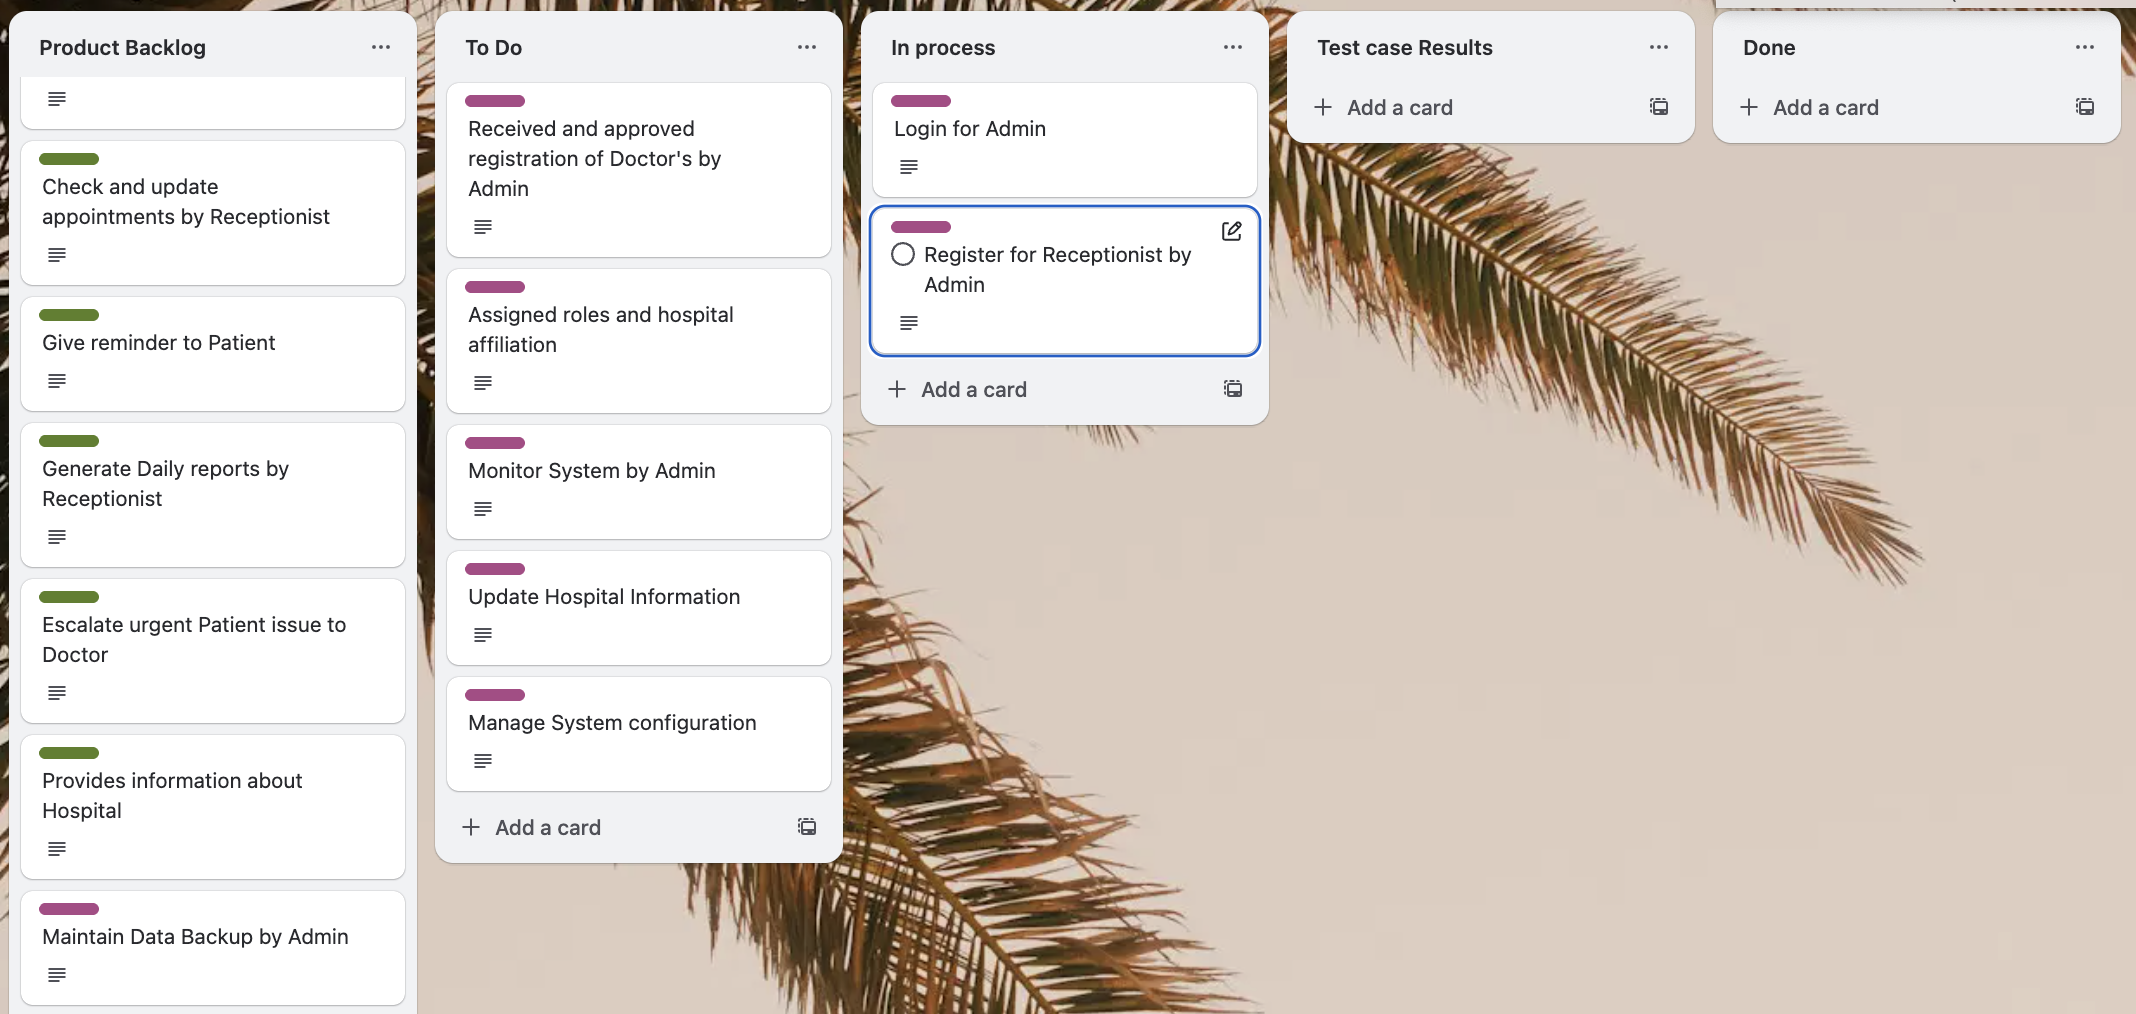 Product Backlog
Check and update
appointments by Receptionist
Give reminder to Patient
Generate Daily reports by
Receptionist
Escalate urgent Patient issue to
Doctor
Provides information about
Hospital
Maintain Data Backup by Admin
To Do
Received and approved
registration of Doctor's by
Admin
Assigned roles and hospital
affiliation
Monitor System by Admin
Update Hospital Information
Manage System configuration
Add a card
In process
Login for Admin
Register for Receptionist by
Admin
Add a card
Test case Results
Add a card
Done
Add a card